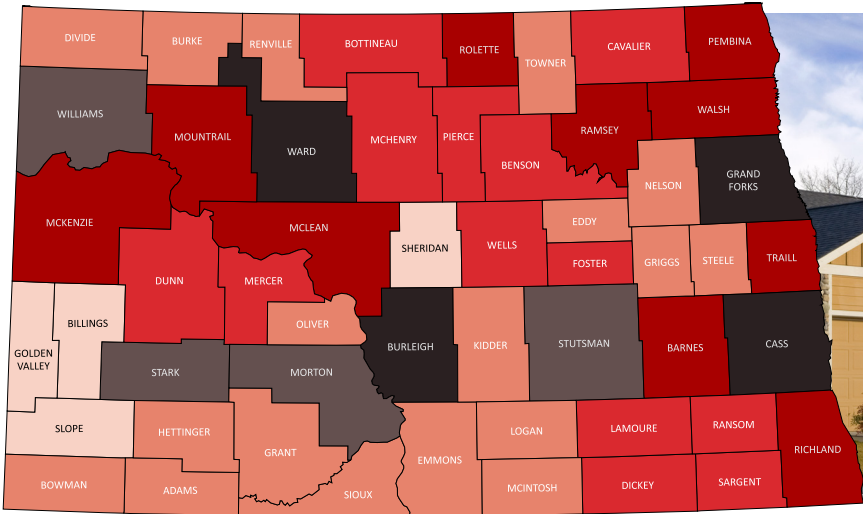 DIVIDE
BURKE
RENVILLE
BOTTINEAU
ROLETTE
TOWNER
CAVALIER
PEMBINA
WILLIAMS
MOUNTRAIL
WARD
MCHENRY
PIERCE
BENSON
RAMSEY
WALSH
NELSON
GRAND
FORKS
MCKENZIE
MCLEAN
SHERIDAN
WELLS
EDDY
FOSTER
GRIGGS
STEELE
TRAILL
DUNN
MERCER
OLIVER
BILLINGS
GOLDEN
VALLEY
STARK
MORTON
BURLEIGH
KIDDER
STUTSMAN
BARNES
CASS
SLOPE
HETTINGER
GRANT
EMMONS
LOGAN
LAMOURE
RANSOM
RICHLAND
BOWMAN
ADAMS
SIOUX
MCINTOSH
DICKEY
SARGENT